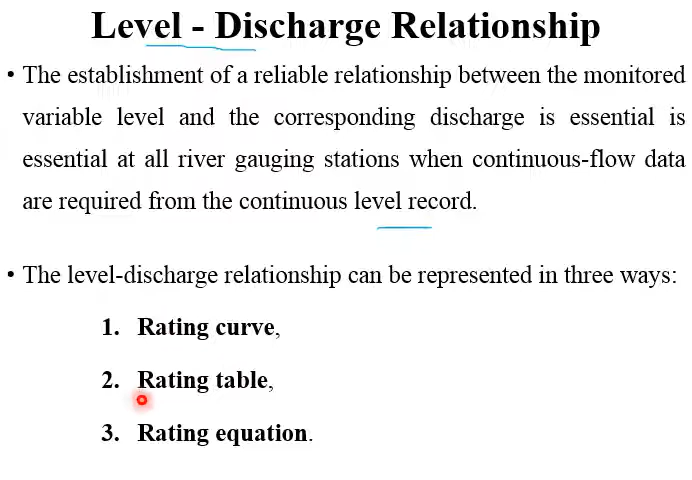 Level - Discharge Relationship
• The establishment of a reliable relationship between the monitored
variable level and the corresponding discharge is essential is
essential at all river gauging stations when continuous-flow data
are required from the continuous level record.
• The level-discharge relationship can be represented in three ways:
1. Rating curve,
2. Rating table,
3. Rating equation.